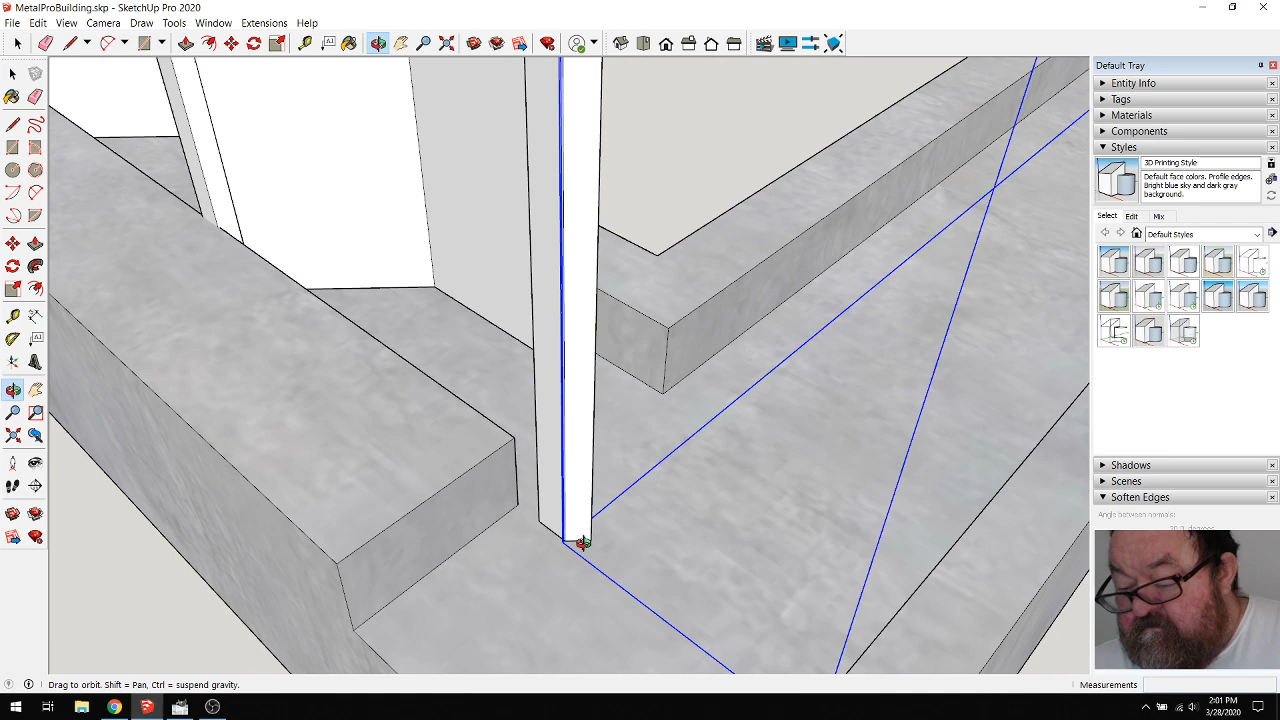 MetalProBuilding.skp - SketchUp Pro 2020
File Edit View Camera Draw Tools Window Extensions Help
Default Tray
Entity Info
Tags
Materials
Components
Styles
3D Printing Style
Default face colors. Profile edges.
Bright blue sky and dark gray
background.
Select Edit Mix
Default Styles
Shadows
Scenes
Soften Edges
Angle between normals:
Drag to orbit. Shift = Pan, Ctrl = suspend gravity.
Measurements
2:01 PM
3/28/2020